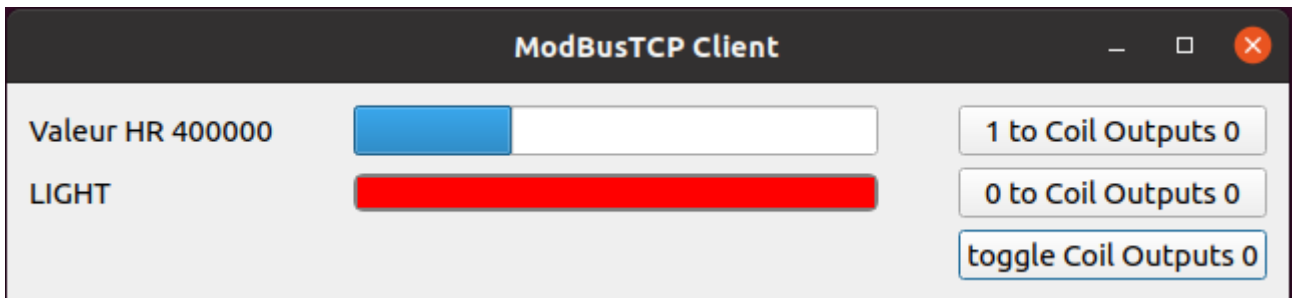 ModBusTCP Client
Valeur HR 400000
1 to Coil Outputs 0
LIGHT
0 to Coil Outputs 0
toggle Coil Outputs 0